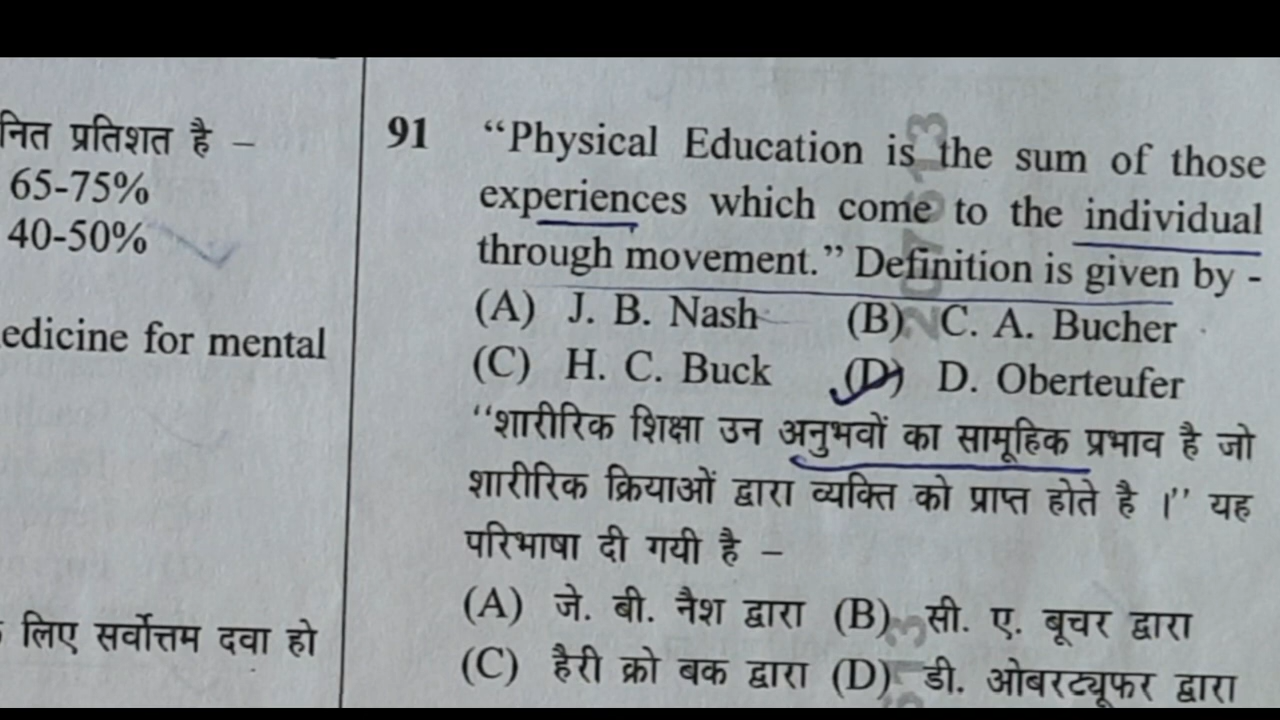 नित प्रतिशत है –
65-75%
40-50%
edicine for mental
लिए सर्वोत्तम दवा हो
91 “Physical Education is the sum of those
experiences which come to the individual
through movement.” Definition is given by -
(A) J. B. Nash (B) C. A. Bucher
(C) H. C. Buck (D) D. Oberteufer
“शारीरिक शिक्षा उन अनुभवों का सामूहिक प्रभाव है जो
शारीरिक क्रियाओं द्वारा व्यक्ति को प्राप्त होते है ।” यह
परिभाषा दी गयी है –
(A) जे. बी. नैश द्वारा (B) सी. ए. बूचर द्वारा
(C) हैरी क्रो बक द्वारा (D) डी. ओबरट्यूफर द्वारा